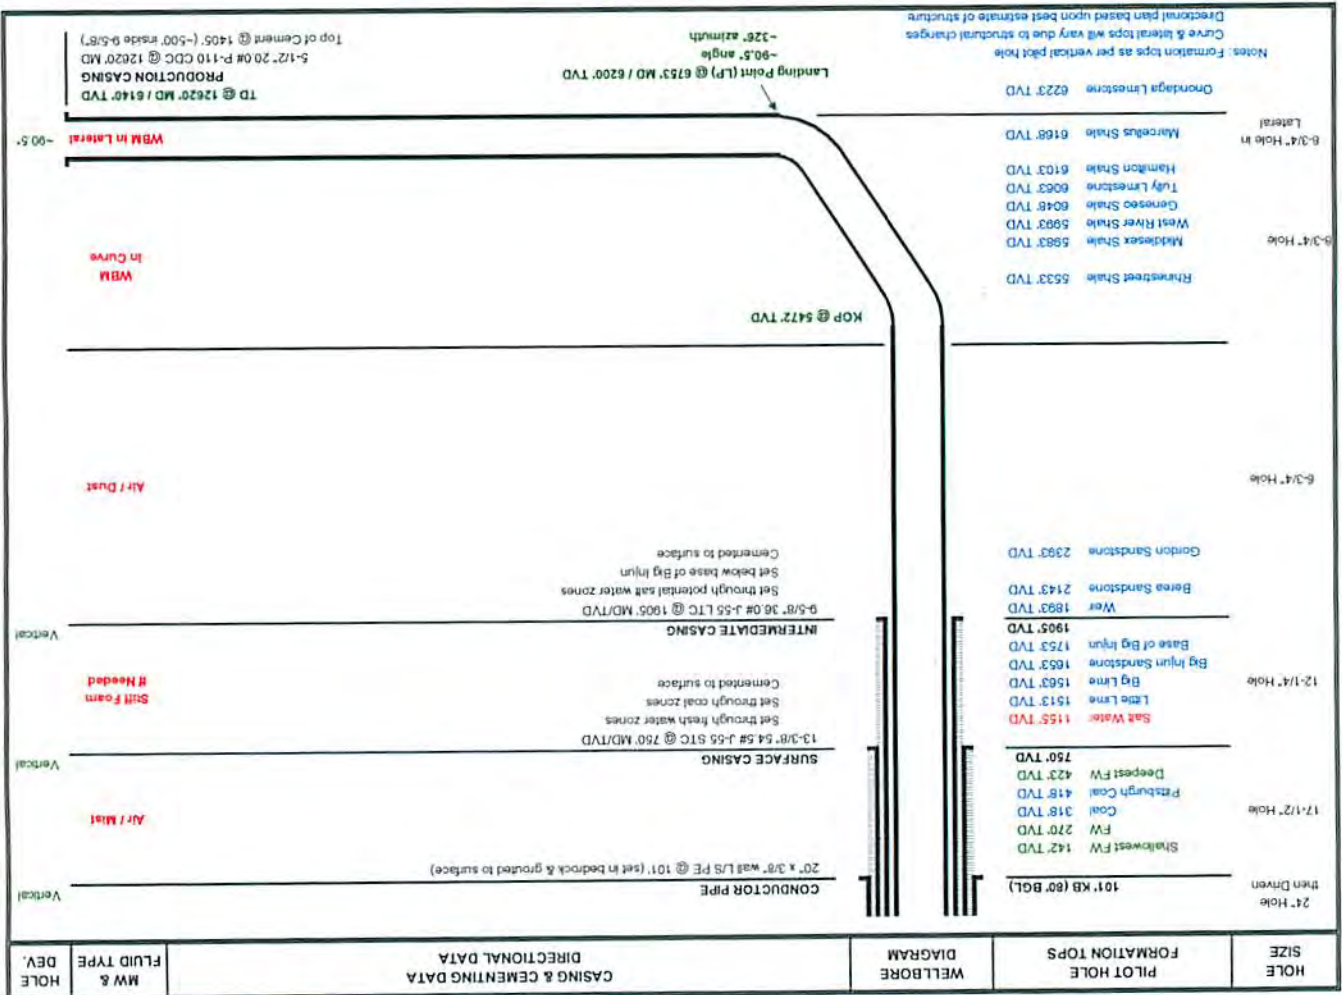 HOLE
SIZE
PILOT HOLE
FORMATION TOPS
WELLBORE
DIAGRAM
CASING & CEMENTING DATA
DIRECTIONAL DATA
MW &
FLUID TYPE
HOLE
DEV.
24" Hole
then Driven
101' KB (80' BGL)
CONDUCTOR PIPE
20" x 3/8" wall L/S PE @ 101' (set in bedrock & grouted to surface)
Vertical
17-1/2" Hole
Shallowest FW 142' TVD
FW 270' TVD
Coal 318' TVD
Pittsburgh Coal 418' TVD
Deepest FW 423' TVD
750' TVD
Air / Mist
SURFACE CASING
13-3/8" 54.5# J-55 STC @ 750' MD/TVD
Set through fresh water zones
Set through coal zones
Cemented to surface
Vertical
12-1/4" Hole
Salt Water 1155' TVD
Little Lime 1513' TVD
Big Lime 1563' TVD
Big Injun Sandstone 1653' TVD
Base of Big Injun 1753' TVD
1905' TVD
Stiff Foam
If Needed
INTERMEDIATE CASING
9-5/8" 36.0# J-55 LTC @ 1905' MD/TVD
Set through potential salt water zones
Set below base of Big Injun
Cemented to surface
Vertical
8-3/4" Hole
Weir 1893' TVD
Berea Sandstone 2143' TVD
Gordon Sandstone 2393' TVD
Air / Dust
KOP @ 5472' TVD
8-3/4" Hole
Rhinestreet Shale 5533' TVD
Middlesex Shale 5983' TVD
West River Shale 5993' TVD
Geneseo Shale 6048' TVD
Tully Limestone 6063' TVD
Hamilton Shale 6103' TVD
WBM
in Curve
8-3/4" Hole in
Lateral
Marcellus Shale 6168' TVD
WBM in Lateral
~90.5°
Onondaga Limestone 6223' TVD
Landing Point (LP) @ 6753' MD / 6200' TVD
~90.5° angle
~326° azimuth
TD @ 12620' MD / 6140' TVD
PRODUCTION CASING
5-1/2" 20.0# P-110 CDC @ 12620' MD
Top of Cement @ 1405' (~500' inside 9-5/8")
Notes: Formation tops as per vertical pilot hole
Curve & lateral tops will vary due to structural changes
Directional plan based upon best estimate of structure